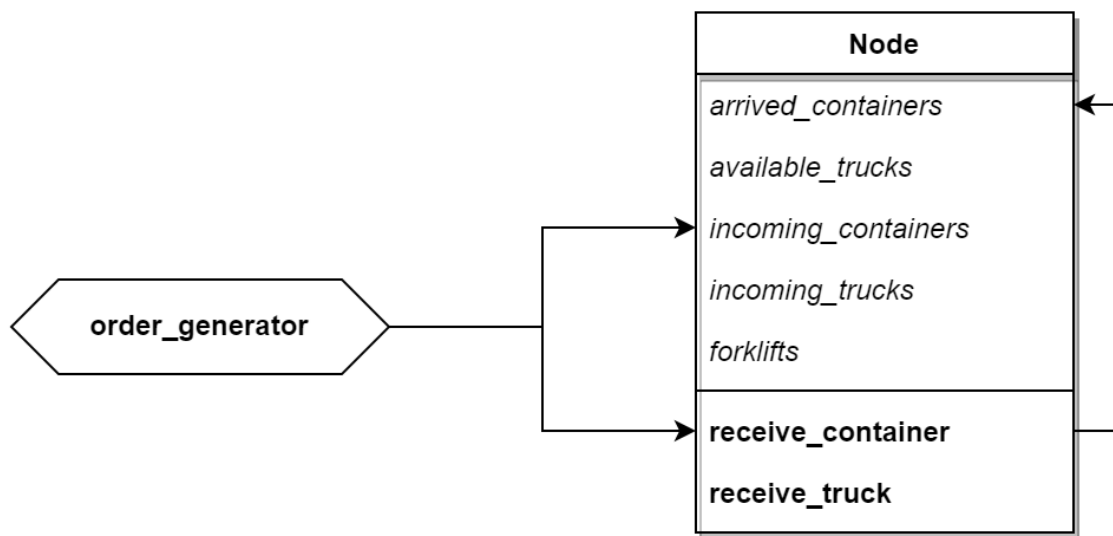 Node
arrived_containers
available_trucks
incoming_containers
incoming_trucks
order_generator
forklifts
receive_container
receive_truck